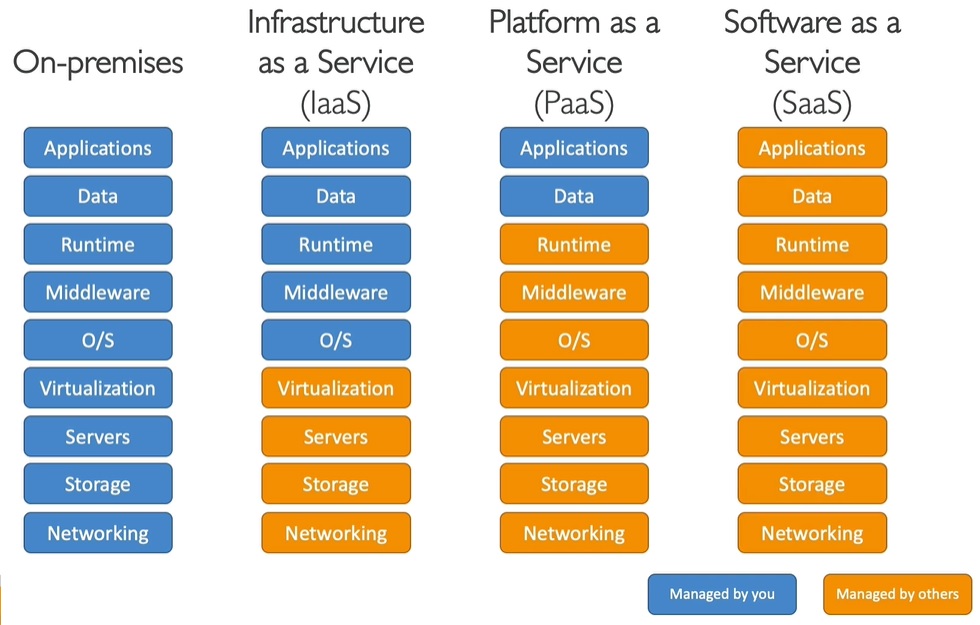 On-premises
Infrastructure
as a Service
(IaaS)
Platform as a
Service
(PaaS)
Software as a
Service
(SaaS)
Applications
Data
Runtime
Middleware
O/S
Virtualization
Servers
Storage
Networking
Applications
Data
Runtime
Middleware
O/S
Virtualization
Servers
Storage
Networking
Applications
Data
Runtime
Middleware
O/S
Virtualization
Servers
Storage
Networking
Applications
Data
Runtime
Middleware
O/S
Virtualization
Servers
Storage
Networking
Managed by you
Managed by others